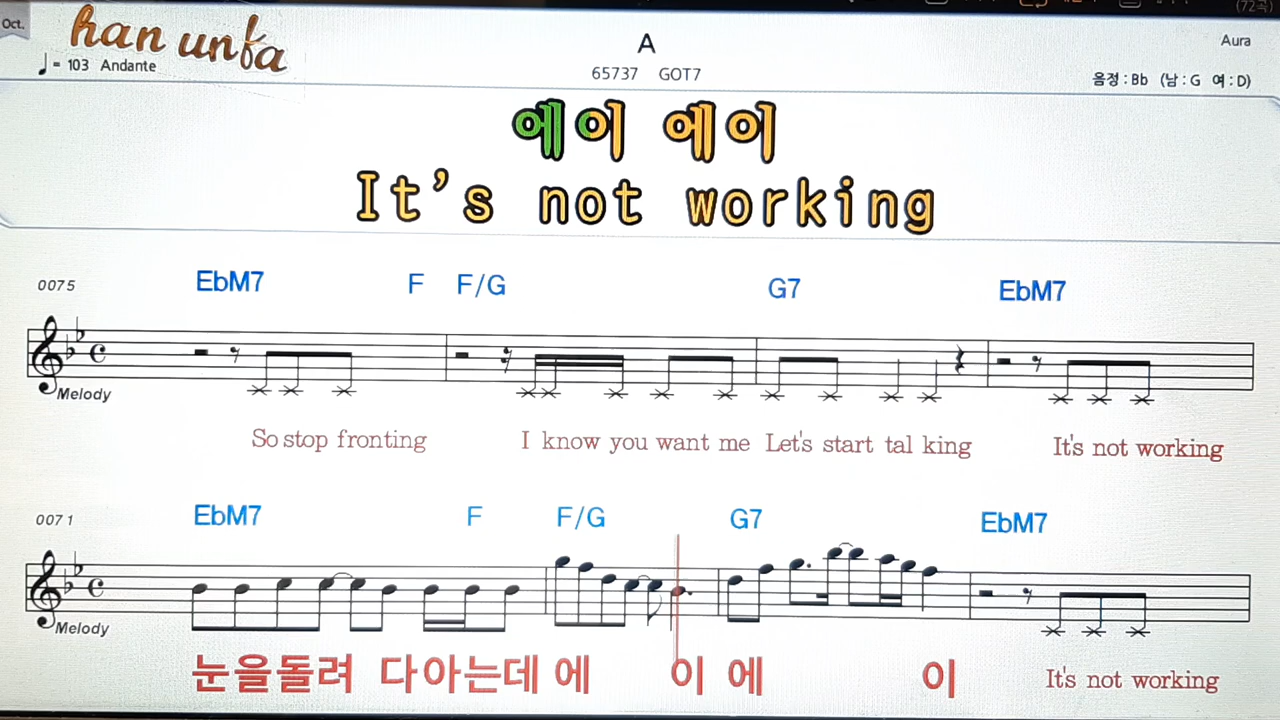 Oct.
han unfa
(72곡)
A
Aura
♩= 103 Andante
65737 GOT7
음정 : Bb (남 : G 여 : D)
에이 에이
It's not working
0075
EbM7 F F/G G7 EbM7
Melody
So stop fronting I know you want me Let's start tal king It's not working
0071
EbM7 F F/G G7 EbM7
Melody
눈을돌려 다아는데 에 이 에 이 It's not working